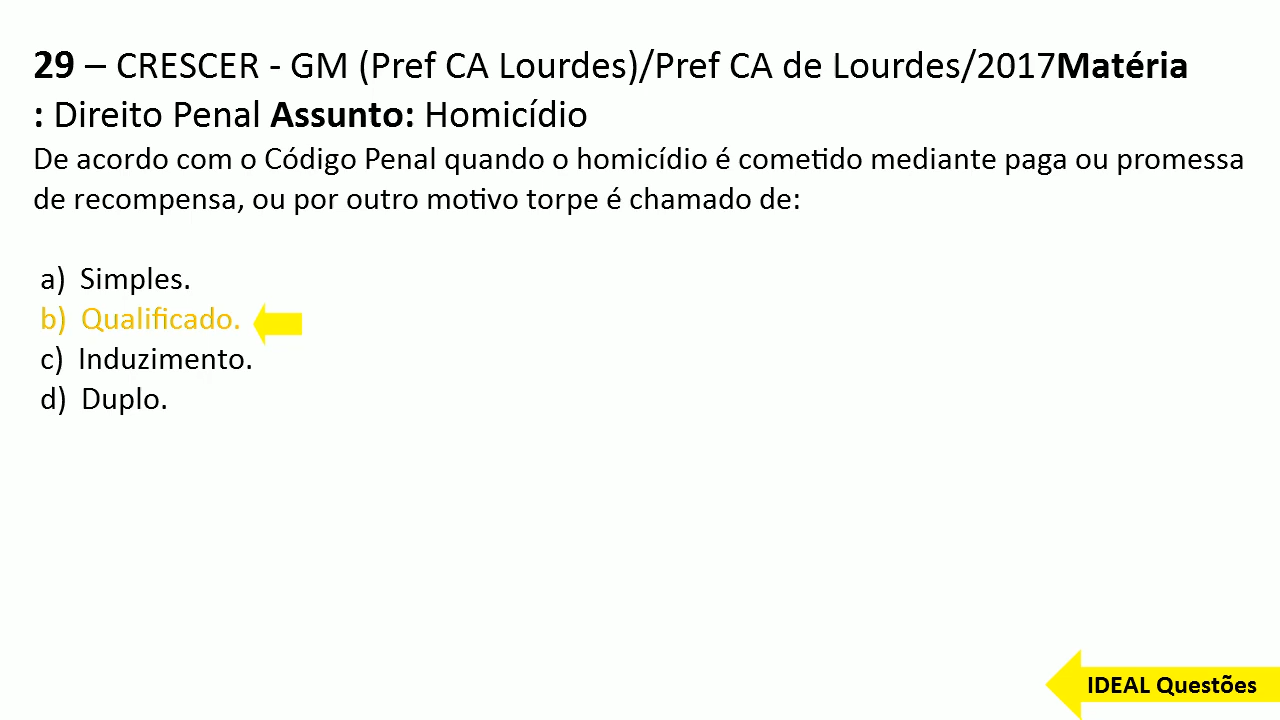 29 – CRESCER - GM (Pref CA Lourdes)/Pref CA de Lourdes/2017Matéria
: Direito Penal Assunto: Homicídio
De acordo com o Código Penal quando o homicídio é cometido mediante paga ou promessa
de recompensa, ou por outro motivo torpe é chamado de:
a) Simples.
b) Qualificado.
c) Induzimento.
d) Duplo.
IDEAL Questões